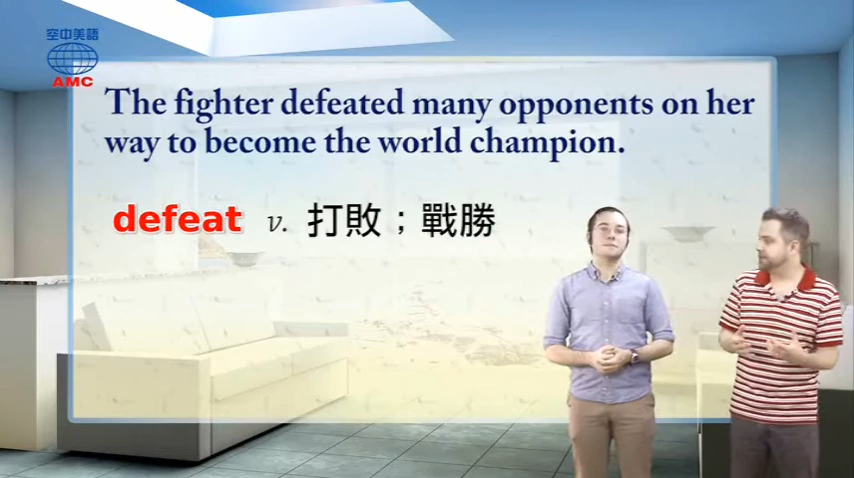 空中美語
AMC
The fighter defeated many opponents on her
way to become the world champion.
defeat v. 打敗；戰勝